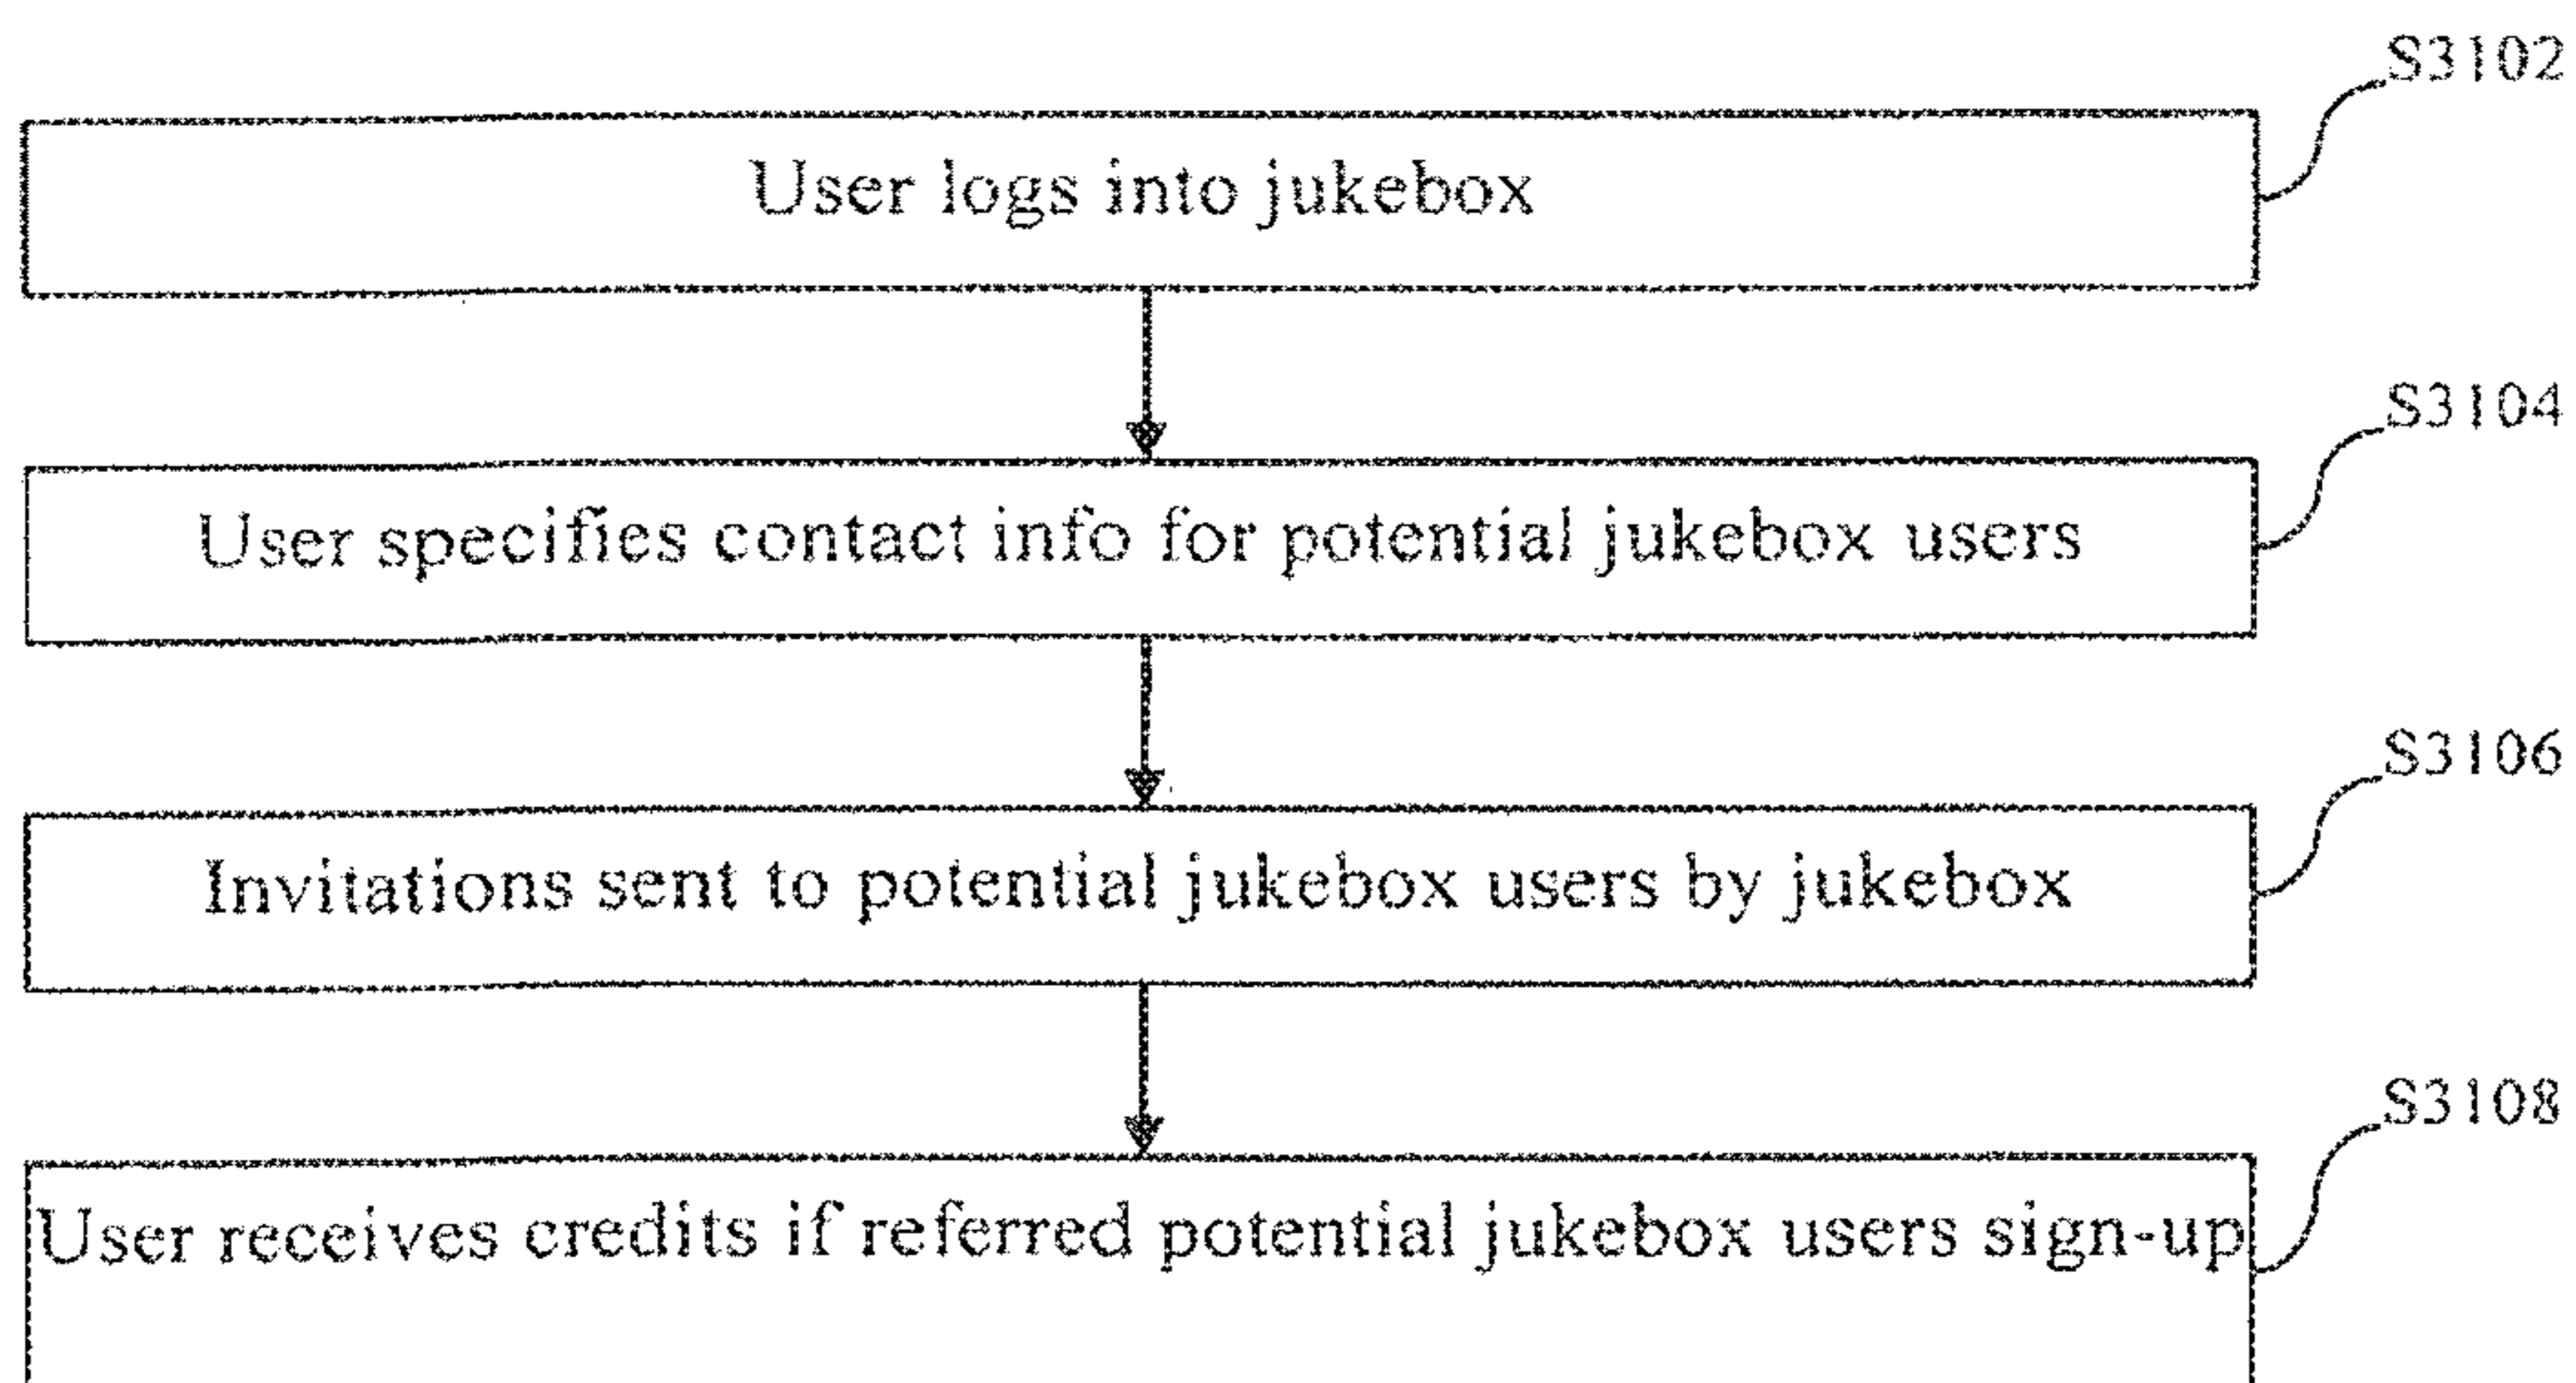 S3102
User logs into jukebox
S3104
User specifies contact info for potential jukebox users
S3106
Invitations sent to potential jukebox users by jukebox
S3108
User receives credits if referred potential jukebox users sign-up